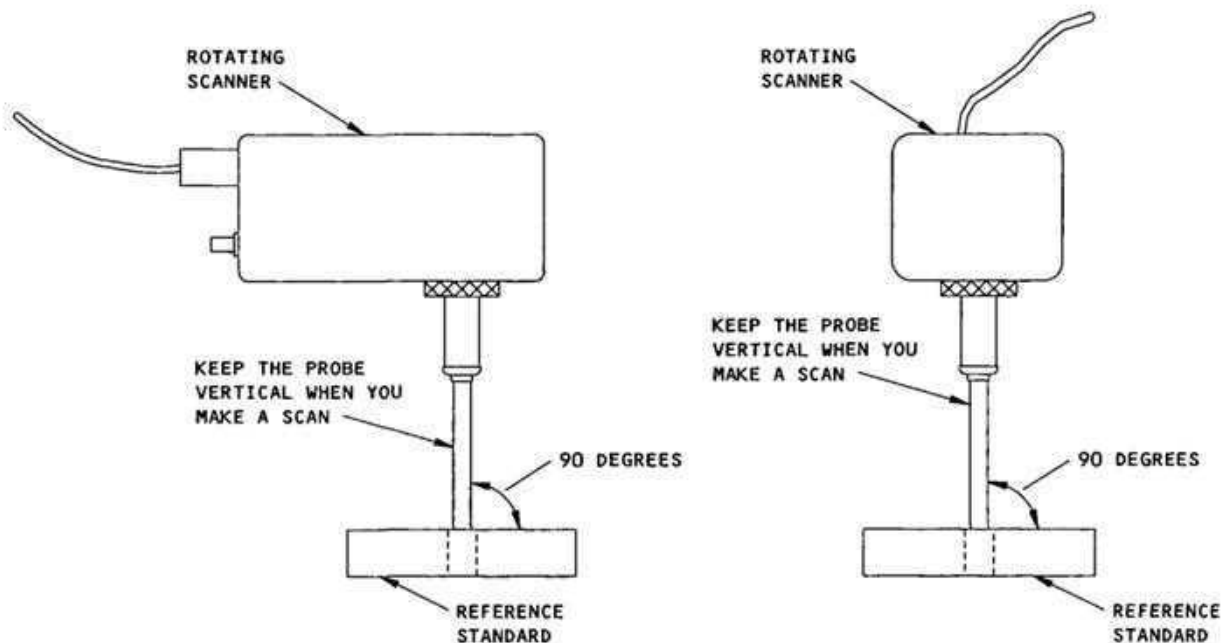 ROTATING
SCANNER
KEEP THE PROBE
VERTICAL WHEN YOU
MAKE A SCAN
90 DEGREES
REFERENCE
STANDARD
ROTATING
SCANNER
KEEP THE PROBE
VERTICAL WHEN YOU
MAKE A SCAN
90 DEGREES
REFERENCE
STANDARD